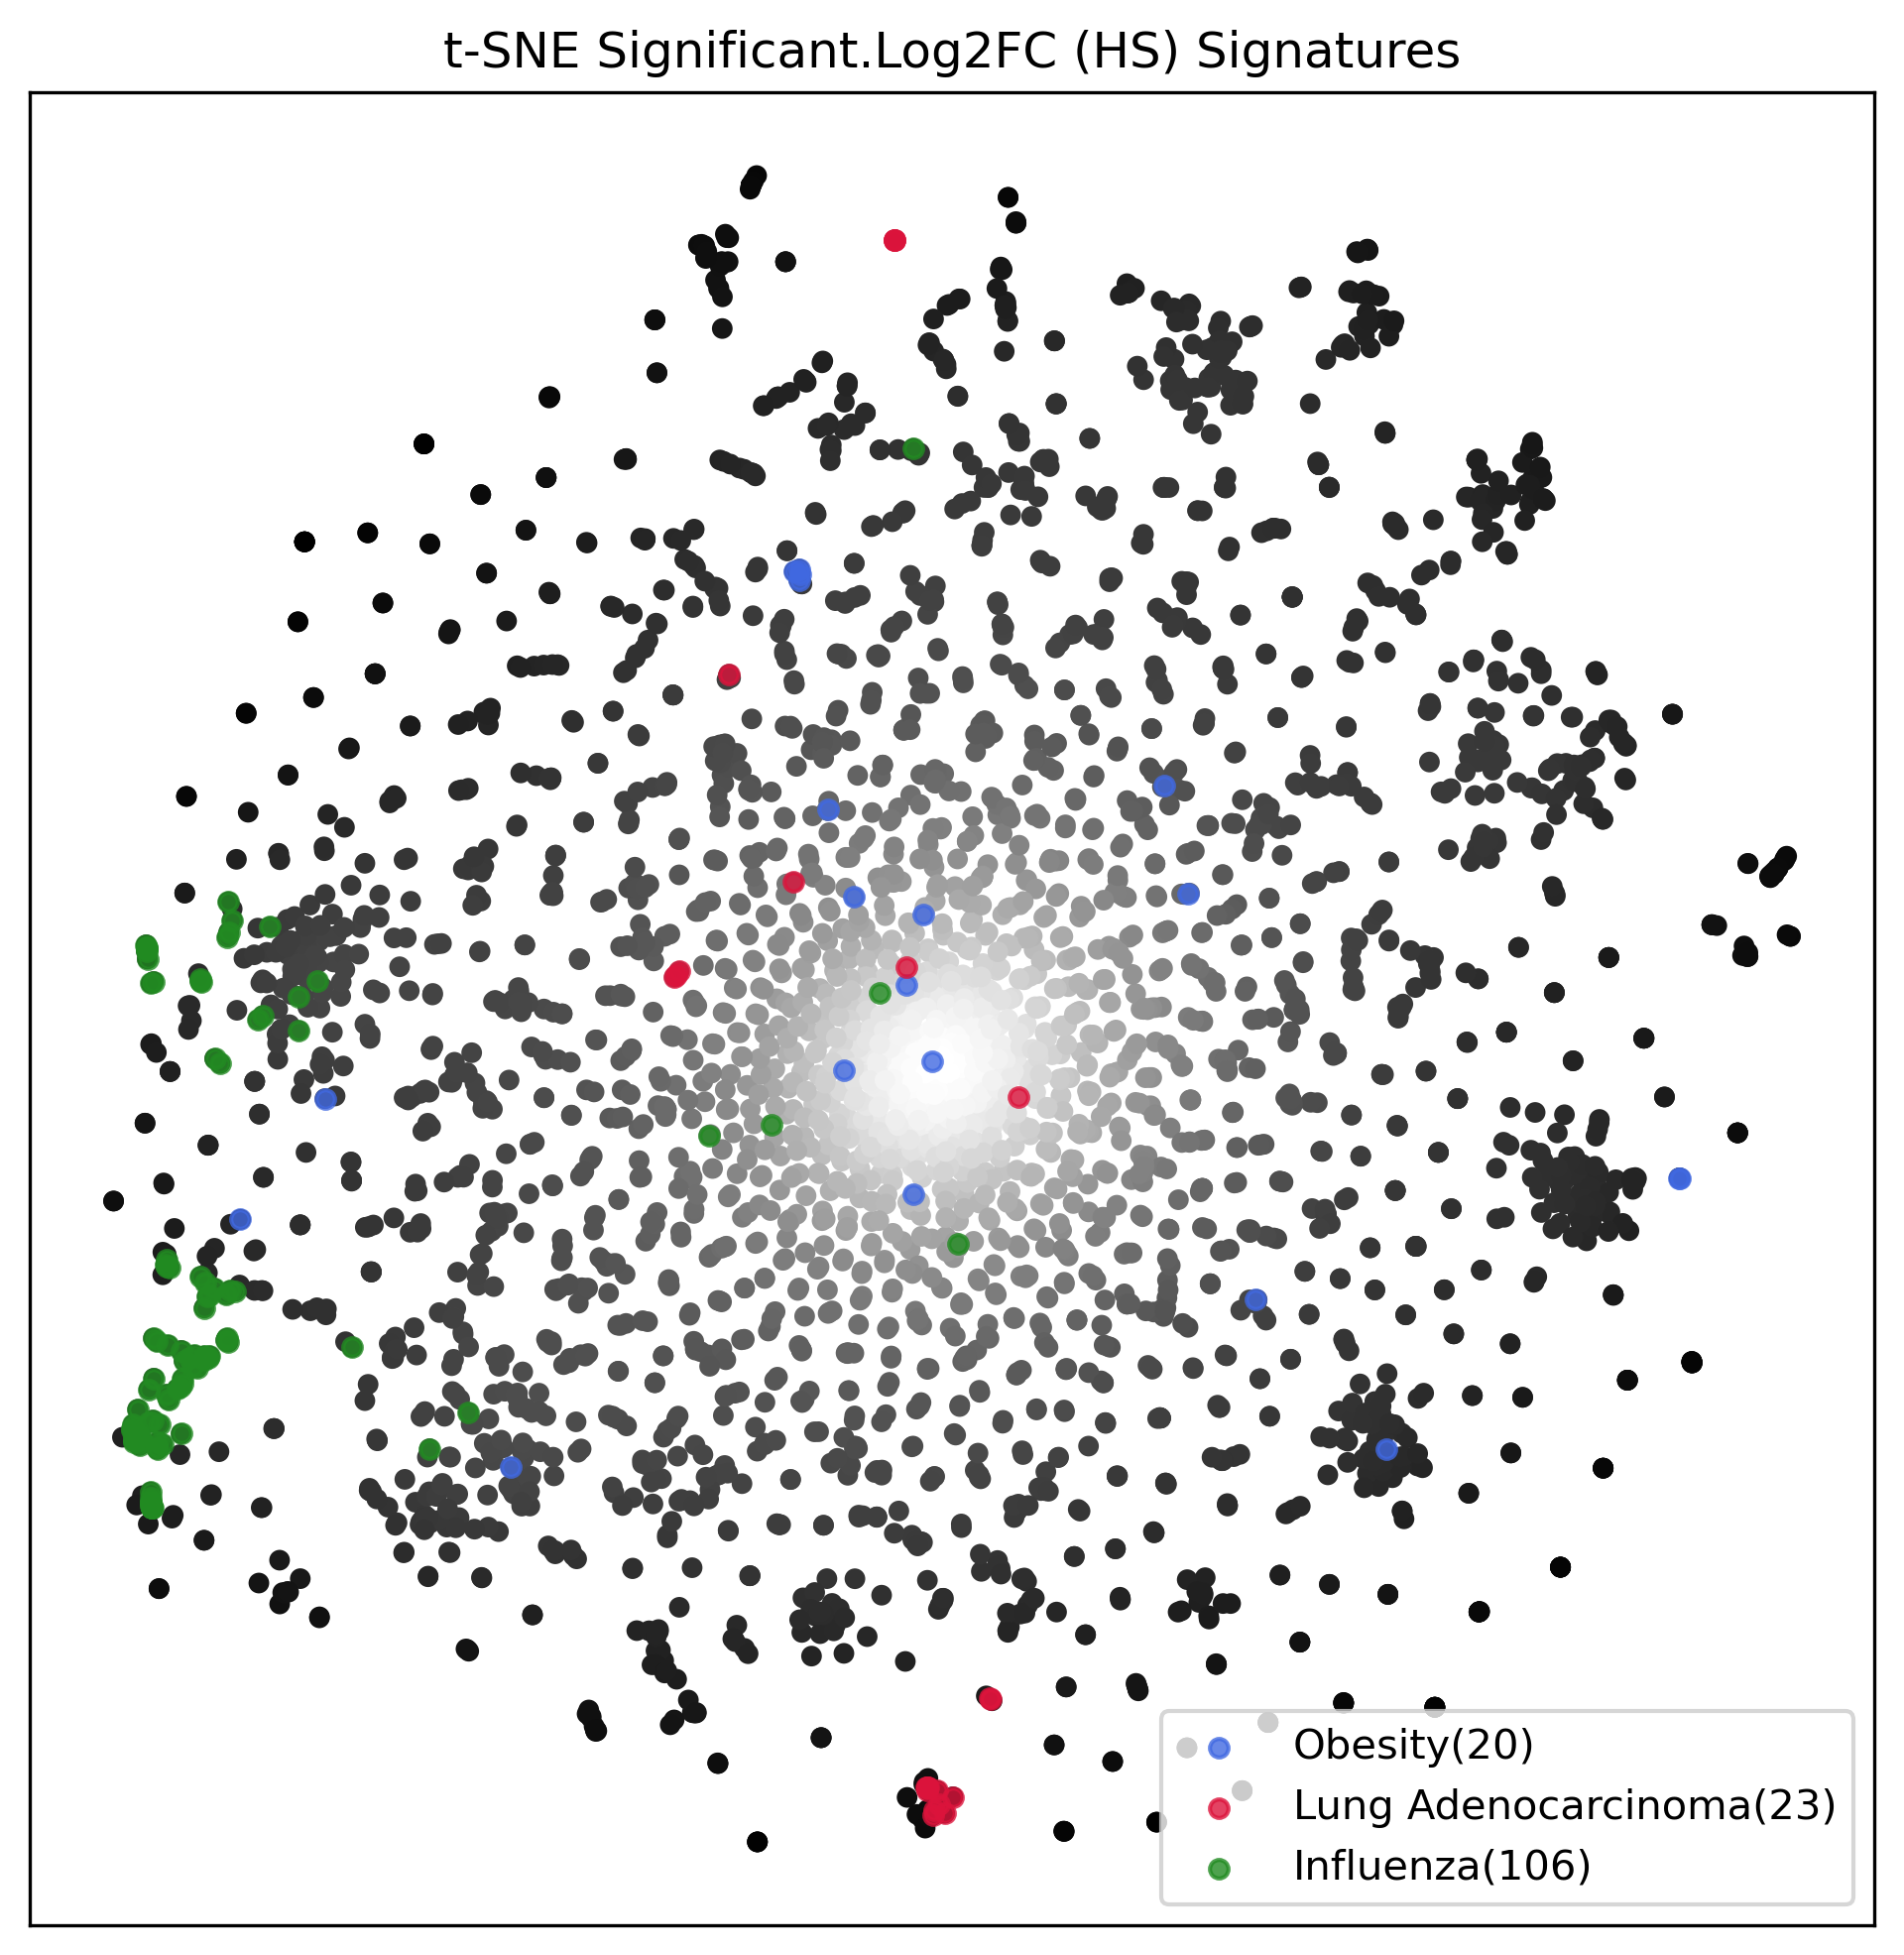 t-SNE Significant.Log2FC (HS) Signatures
Obesity(20)
Lung Adenocarcinoma(23)
Influenza(106)